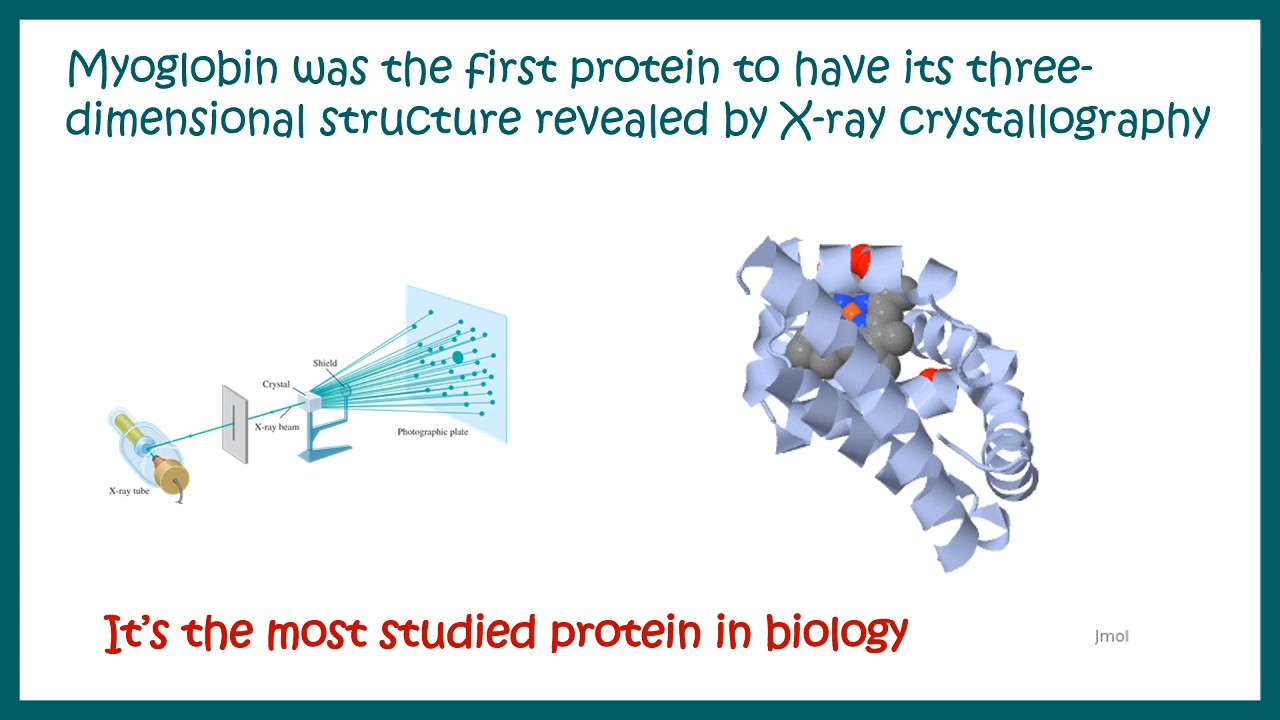 Myoglobin was the first protein to have its three-
dimensional structure revealed by X-ray crystallography
Shield
Crystal
X-ray beam
Photographic plate
X-ray tube
It's the most studied protein in biology
Jmol